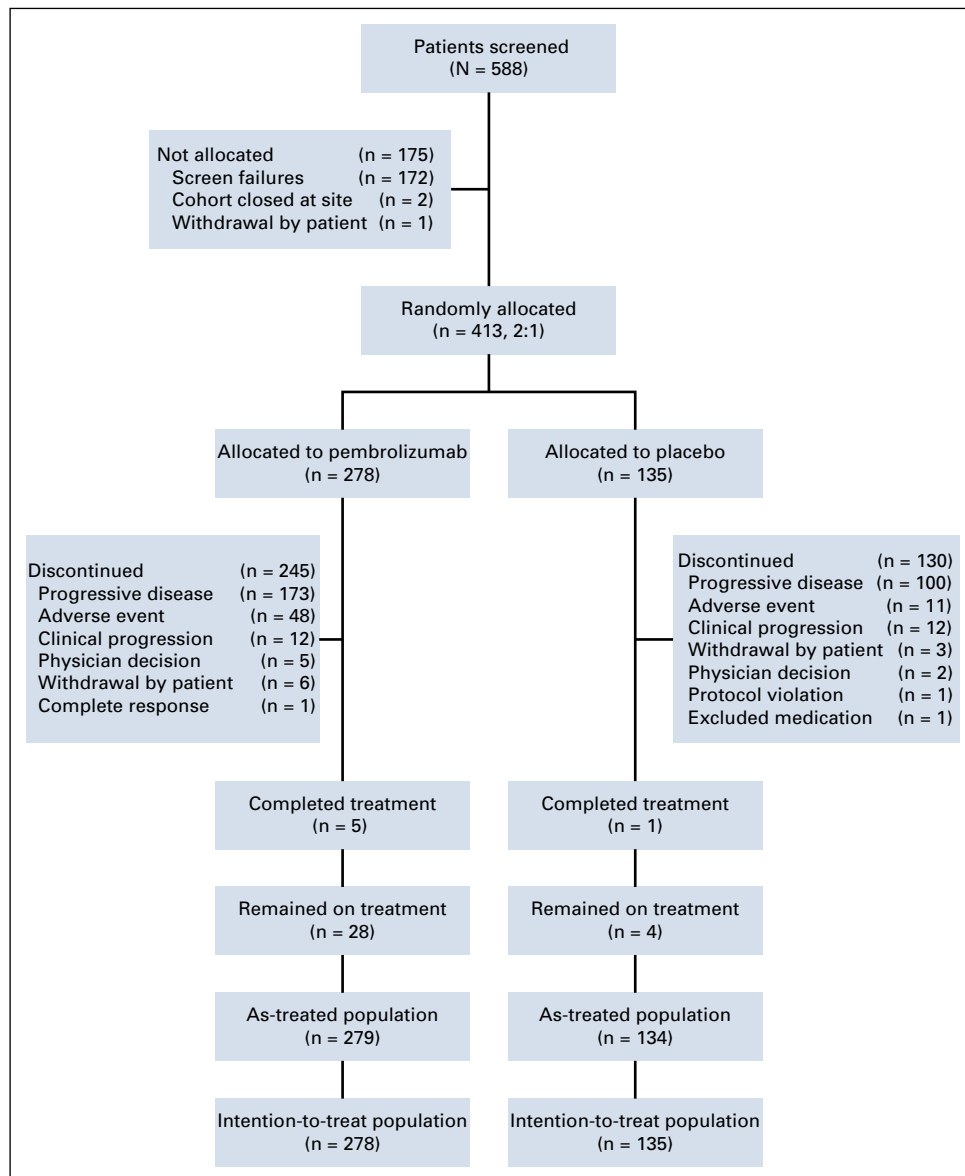 Patients screened
(N = 588)
Not allocated (n = 175)
Screen failures (n = 172)
Cohort closed at site (n = 2)
Withdrawal by patient (n = 1)
Randomly allocated
(n = 413, 2:1)
Allocated to pembrolizumab
(n = 278)
Allocated to placebo
(n = 135)
Discontinued (n = 245)
Progressive disease (n = 173)
Adverse event (n = 48)
Clinical progression (n = 12)
Physician decision (n = 5)
Withdrawal by patient (n = 6)
Complete response (n = 1)
Discontinued (n = 130)
Progressive disease (n = 100)
Adverse event (n = 11)
Clinical progression (n = 12)
Withdrawal by patient (n = 3)
Physician decision (n = 2)
Protocol violation (n = 1)
Excluded medication (n = 1)
Completed treatment
(n = 5)
Completed treatment
(n = 1)
Remained on treatment
(n = 28)
Remained on treatment
(n = 4)
As-treated population
(n = 279)
As-treated population
(n = 134)
Intention-to-treat population
(n = 278)
Intention-to-treat population
(n = 135)